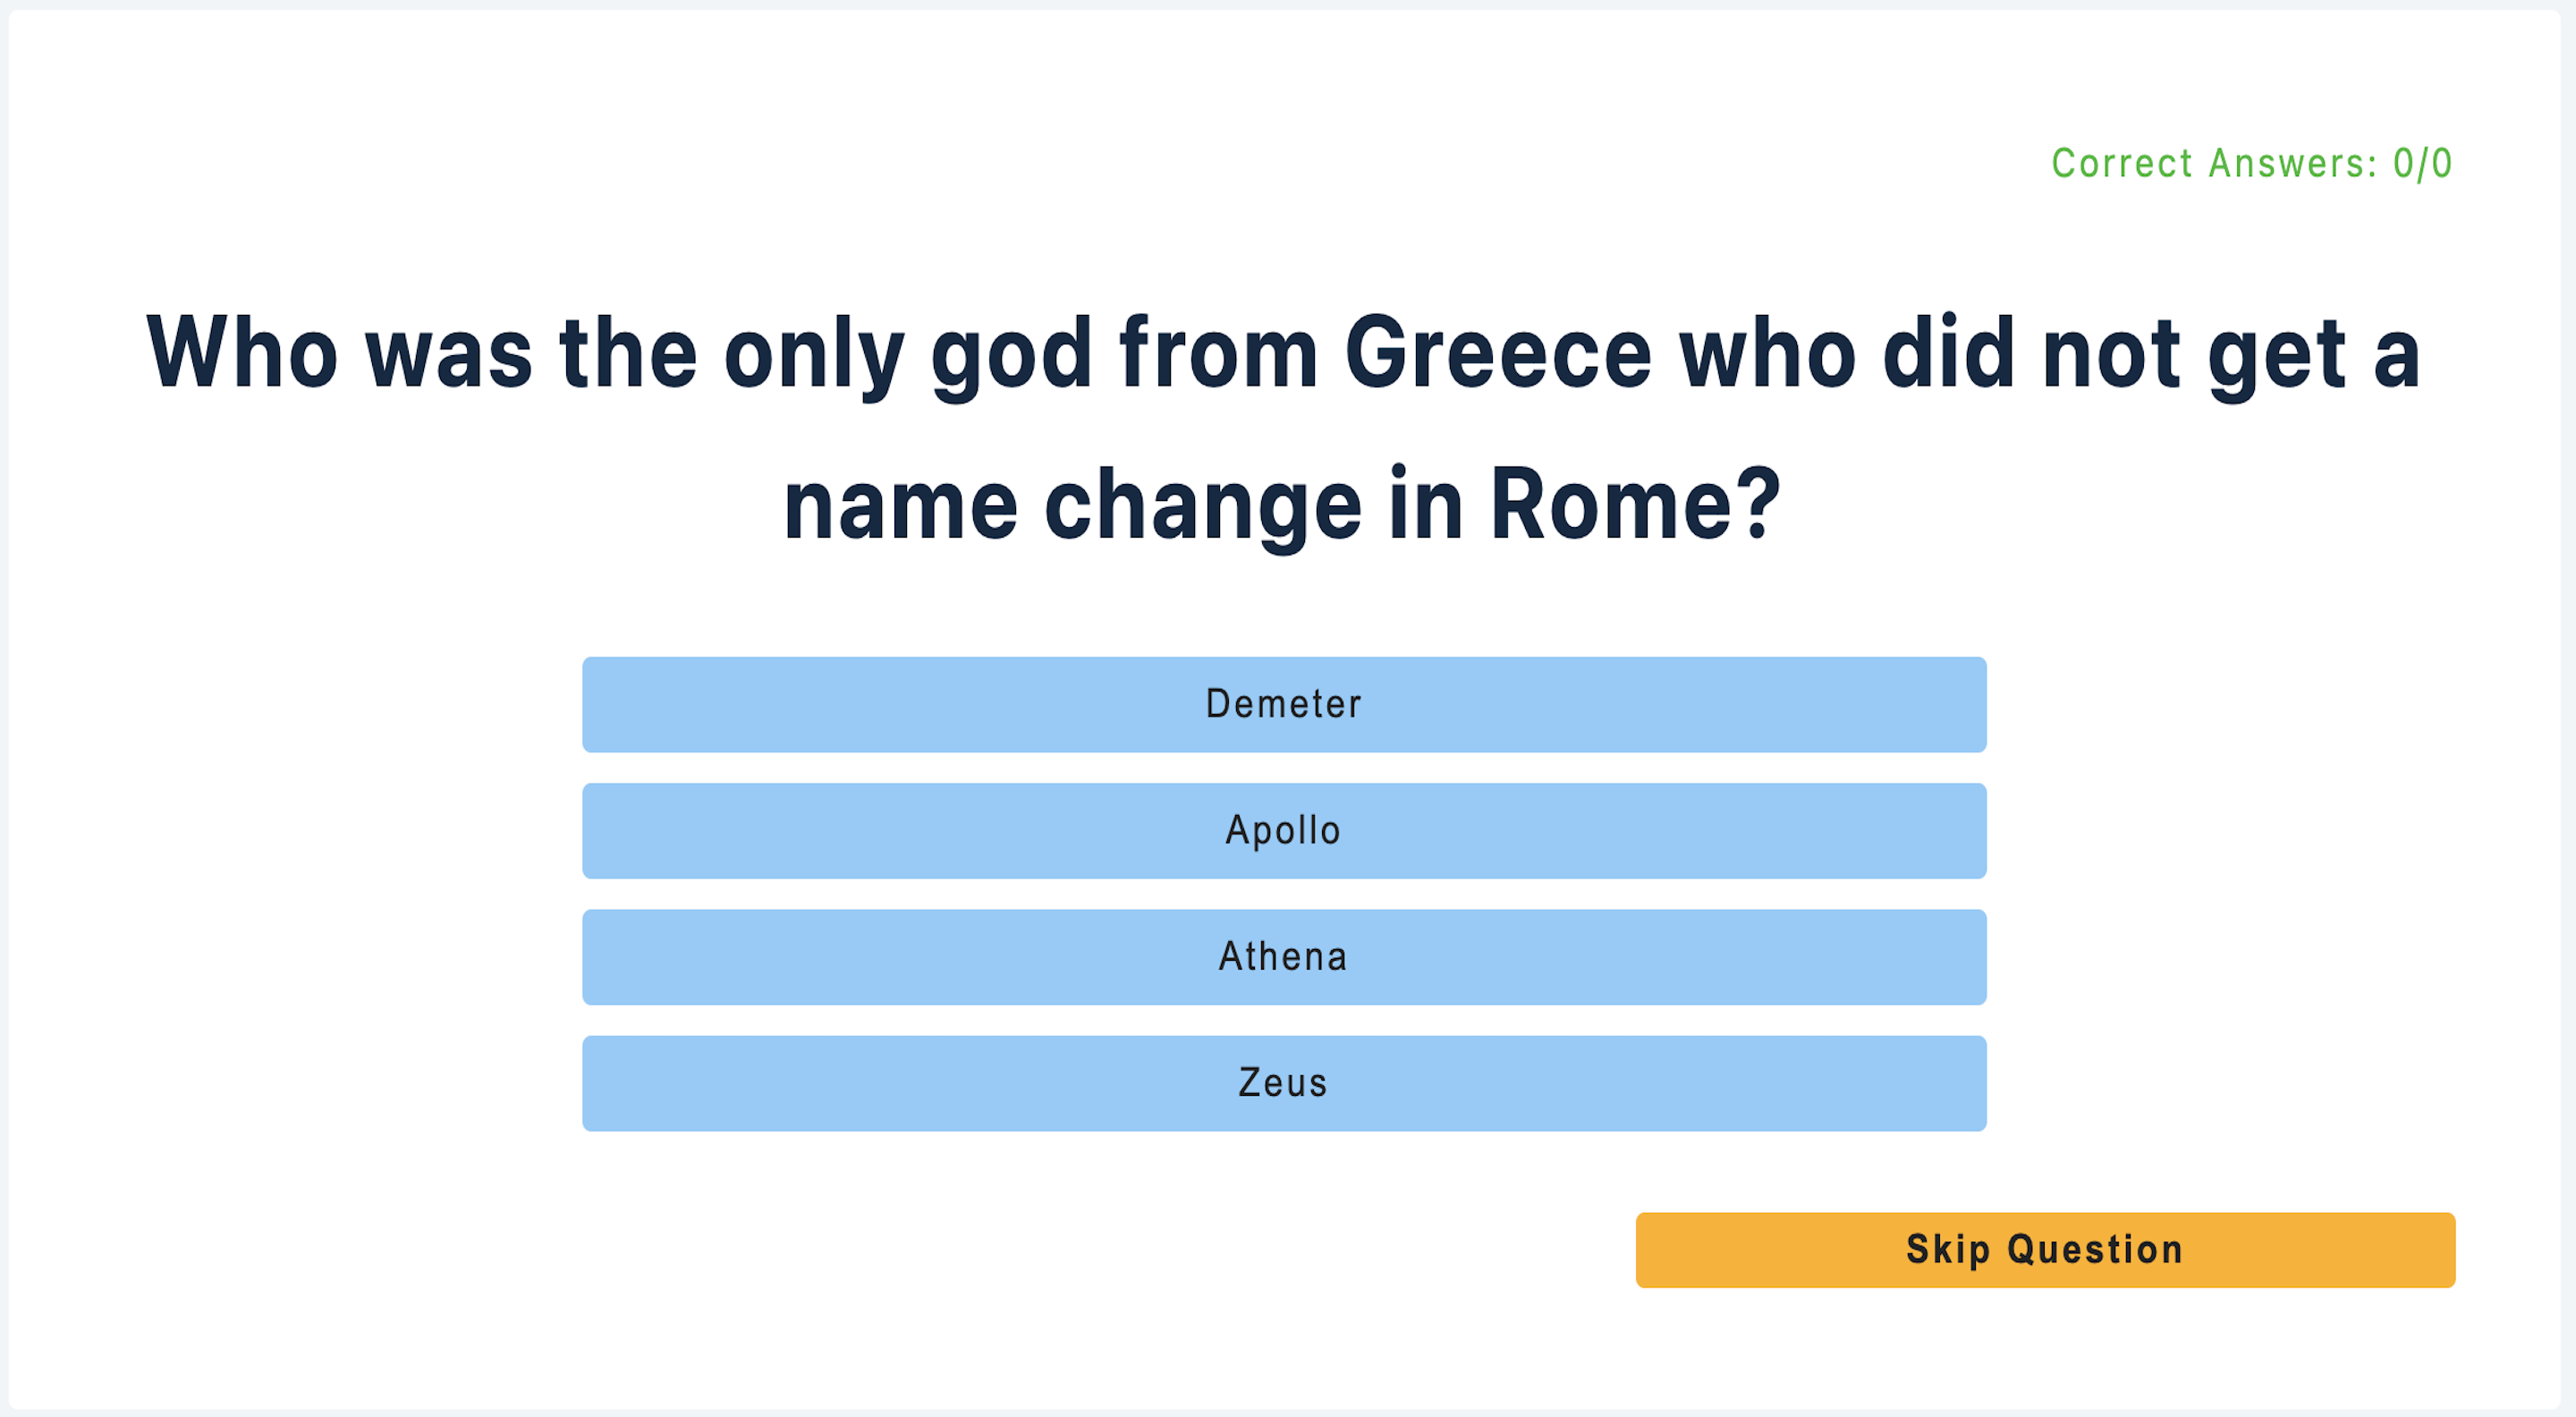 Correct Answers: 0/0
Who was the only god from Greece who did not get a
name change in Rome?
Demeter
Apollo
Athena
Zeus
Skip Question